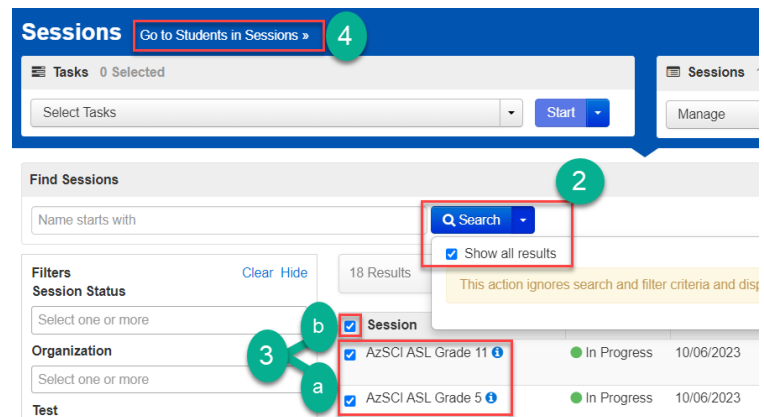 Sessions Go to Students in Sessions » 4
Tasks 0 Selected
Sessions
Select Tasks
Start
Manage
Find Sessions
2
Name starts with
Search
Show all results
Filters Clear Hide
18 Results
This action ignores search and filter criteria and
Session Status
Select one or more
b
Session
Organization
3
AzSCI ASL Grade 11 In Progress 10/06/2023
Select one or more
a
AzSCI ASL Grade 5 In Progress 10/06/2023
Test